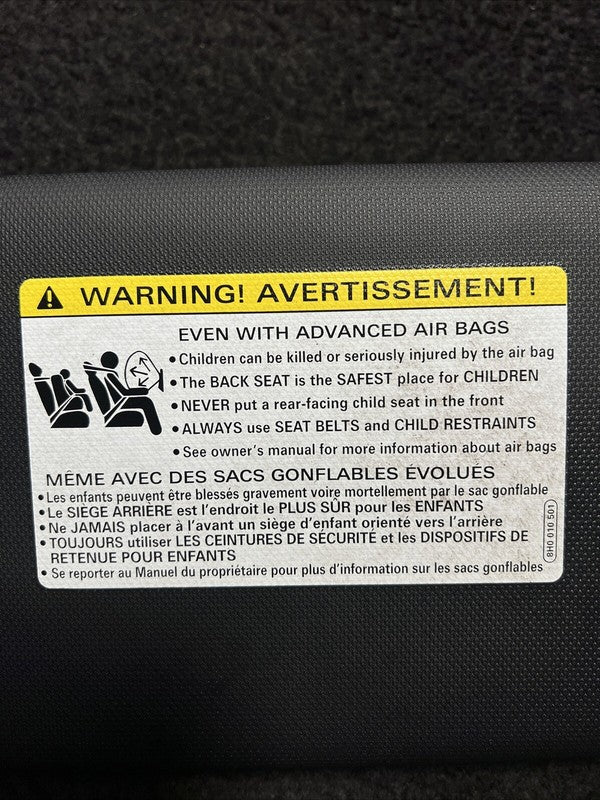 WARNING! AVERTISSEMENT!
EVEN WITH ADVANCED AIR BAGS
• Children can be killed or seriously injured by the air bag
• The BACK SEAT is the SAFEST place for CHILDREN
• NEVER put a rear-facing child seat in the front
• ALWAYS use SEAT BELTS and CHILD RESTRAINTS
• See owner's manual for more information about air bags
MÊME AVEC DES SACS GONFLABLES ÉVOLUÉS
• Les enfants peuvent être blessés gravement voire mortellement par le sac gonflable
• Le SIÈGE ARRIÈRE est l'endroit le PLUS SÛR pour les ENFANTS
• Ne JAMAIS placer à l'avant un siège d'enfant orienté vers l'arrière
• TOUJOURS utiliser LES CEINTURES DE SÉCURITÉ et les DISPOSITIFS DE
RETENUE POUR ENFANTS
• Se reporter au Manuel du propriétaire pour plus d'information sur les sacs gonflables
8H0 010 501